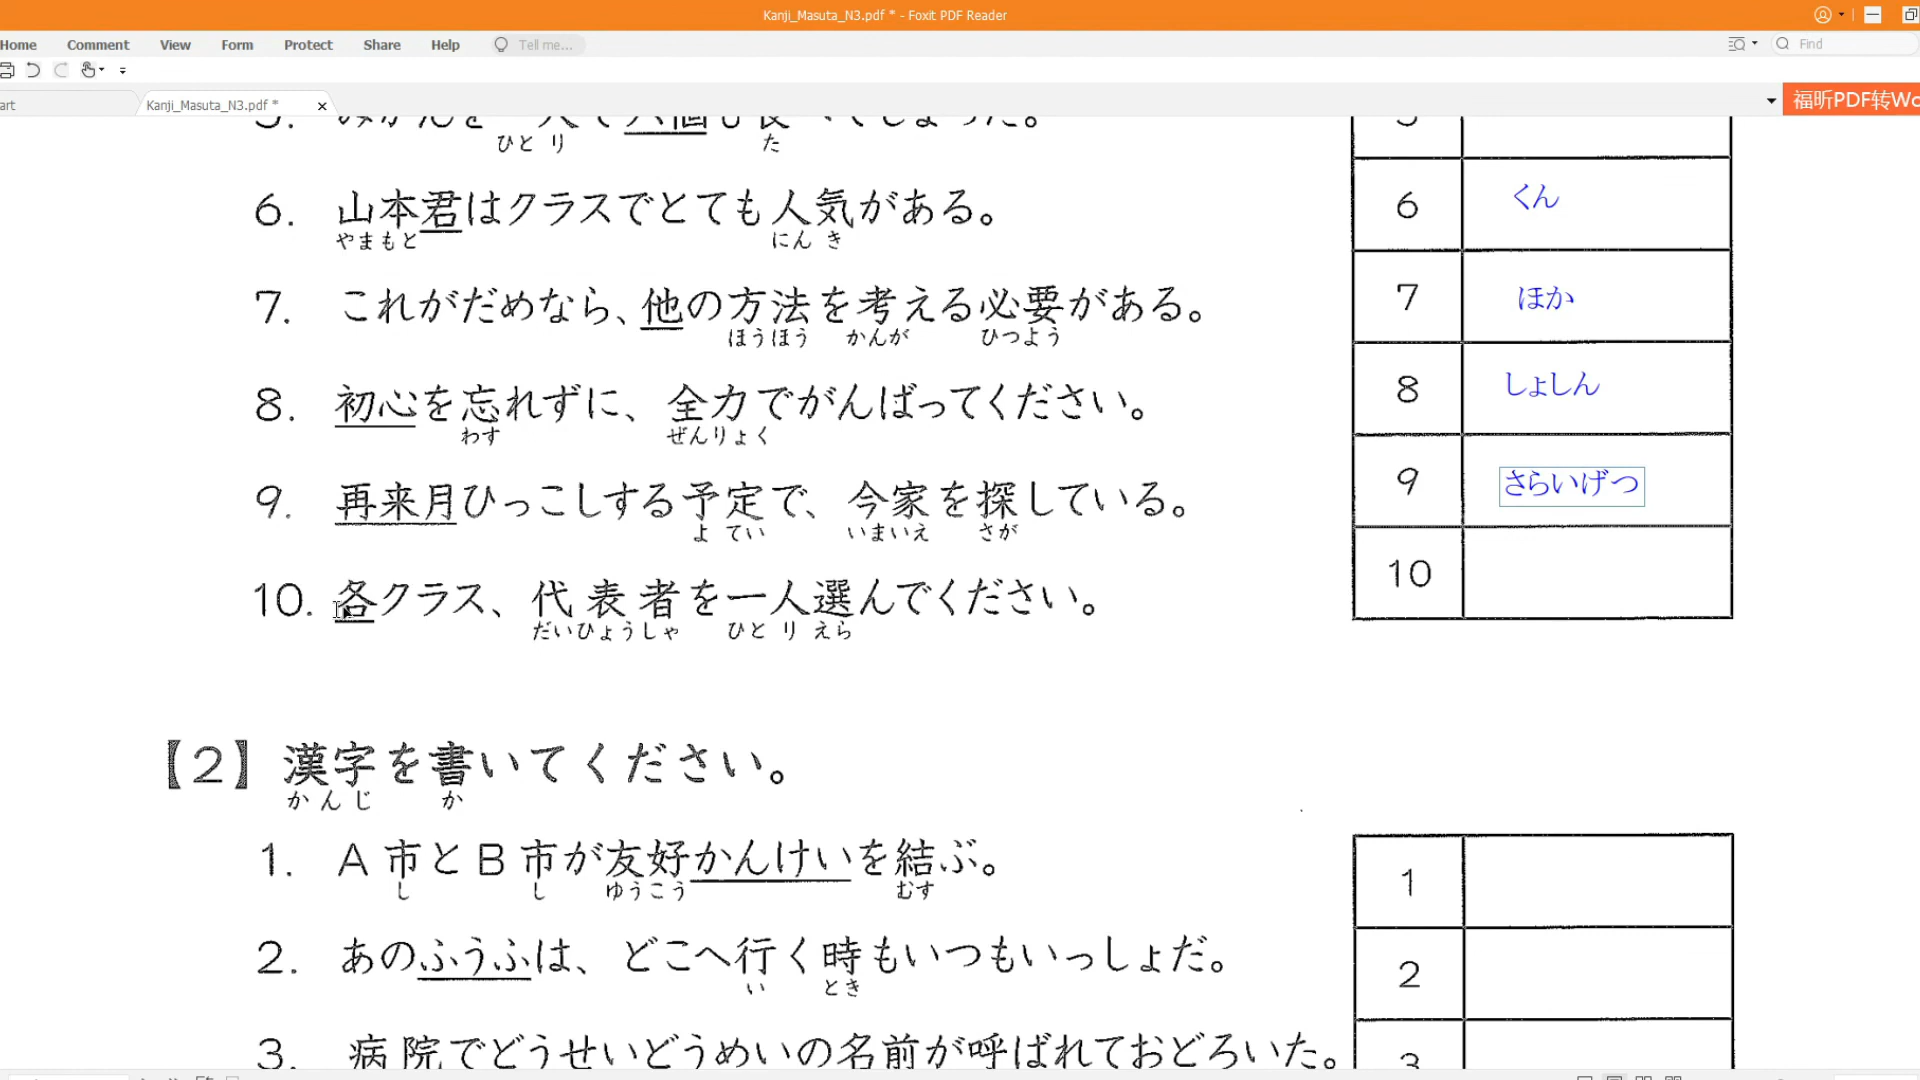 Kanji_Masuta_N3.pdf * - Foxit PDF Reader
Home Comment View Form Protect Share Help Tell me... Find
art Kanji_Masuta_N3.pdf * 福昕PDF转Wo
ひとり た
6. 山本君はクラスでとても人気がある。 6 くん
やまもと にん き
7. これがだめなら、他の方法を考える必要がある。 7 ほか
ほうほう かんが ひつよう
8. 初心を忘れずに、全力でがんばってください。 8 しょしん
わす ぜんりょく
9. 再来月ひっこしする予定で、今家を探している。 9 さらいげつ
よ てい いまいえ さが
10. 各クラス、代表者を一人選んでください。 10
だいひょうしゃ ひと り えら
【2】漢字を書いてください。
かんじ か
1. A市とB市が友好かんけいを結ぶ。 1
し し ゆうこう むす
2. あのふうふは、どこへ行く時もいつもいっしょだ。 2
い とき
3. 病院でどうせいどうめいの名前が呼ばれておどろいた。 3